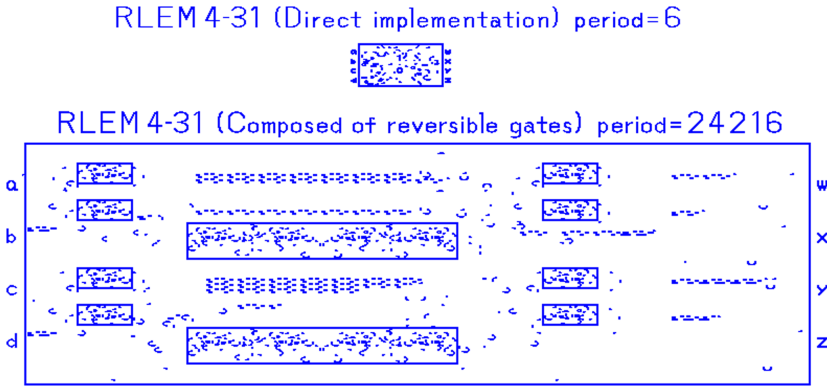 RLEM 4-31 (Direct implementation) period=6
RLEM 4-31 (Composed of reversible gates) period=24216
a
w
b
x
c
y
d
z